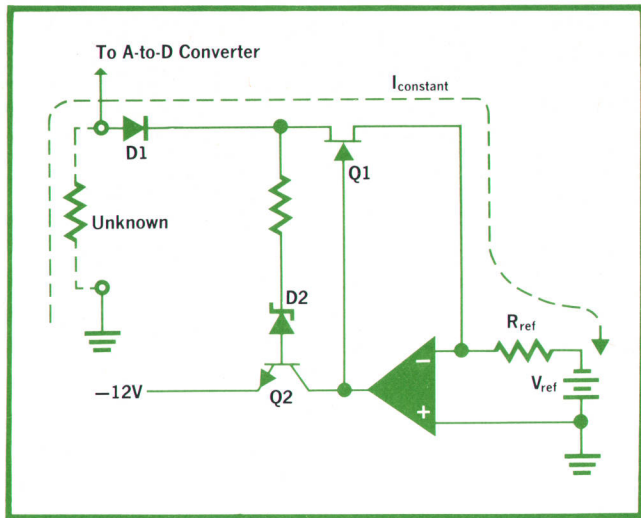 To A-to-D Converter
Iconstant
D1
Q1
Unknown
D2
Rref
−
Vref
−12V
Q2
+